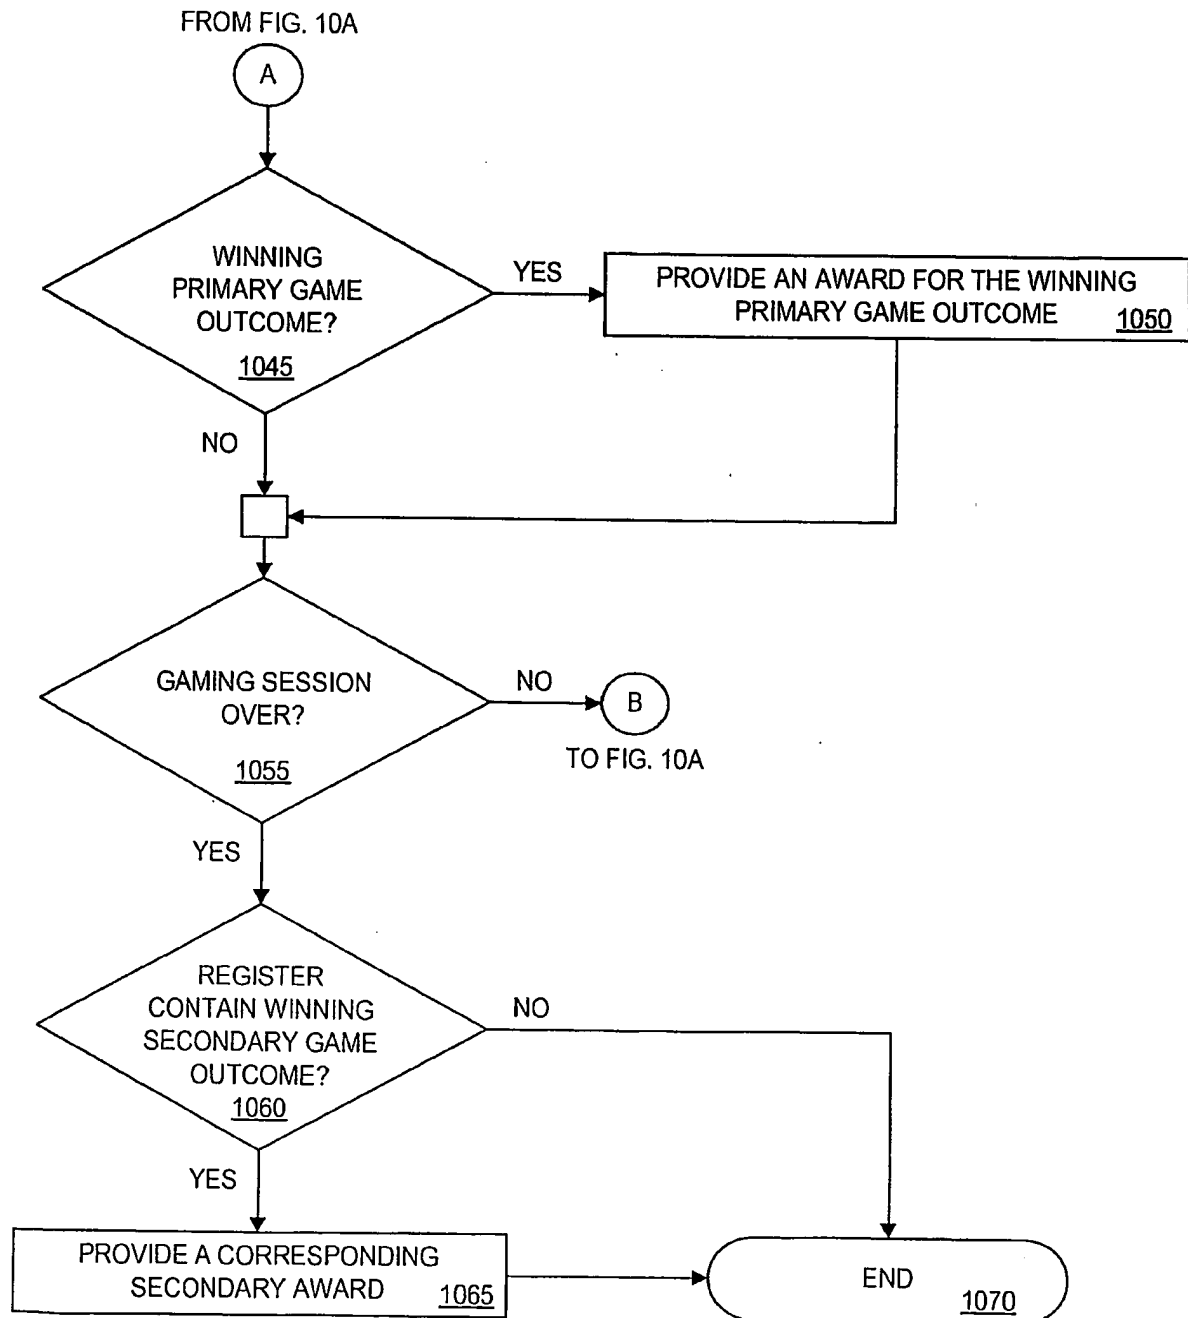 FROM FIG. 10A
A
WINNING
PRIMARY GAME
OUTCOME?
1045
YES
PROVIDE AN AWARD FOR THE WINNING
PRIMARY GAME OUTCOME
1050
NO
GAMING SESSION
OVER?
1055
NO
B
TO FIG. 10A
YES
REGISTER
CONTAIN WINNING
SECONDARY GAME
OUTCOME?
1060
NO
YES
PROVIDE A CORRESPONDING
SECONDARY AWARD
1065
END
1070